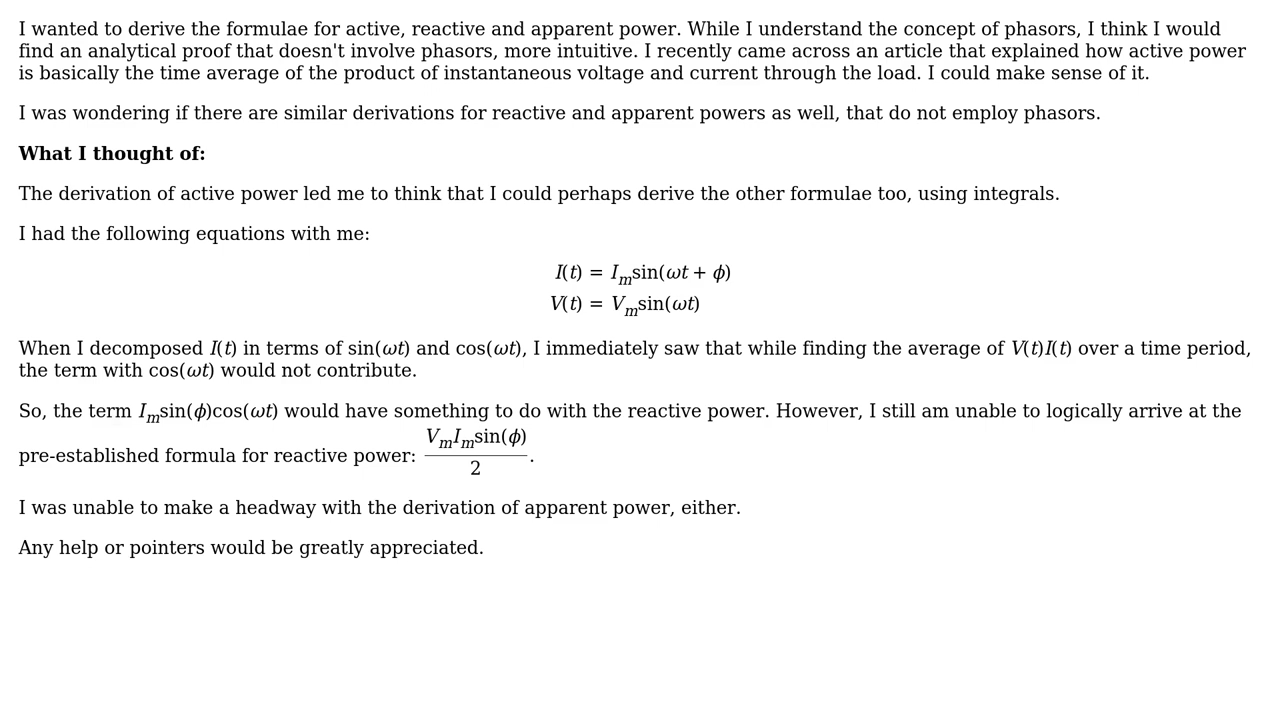 I wanted to derive the formulae for active, reactive and apparent power. While I understand the concept of phasors, I think I would
find an analytical proof that doesn't involve phasors, more intuitive. I recently came across an article that explained how active power
is basically the time average of the product of instantaneous voltage and current through the load. I could make sense of it.
I was wondering if there are similar derivations for reactive and apparent powers as well, that do not employ phasors.
What I thought of:
The derivation of active power led me to think that I could perhaps derive the other formulae too, using integrals.
I had the following equations with me:
I(t) = I_m sin(ωt + ϕ)
V(t) = V_m sin(ωt)
When I decomposed I(t) in terms of sin(ωt) and cos(ωt), I immediately saw that while finding the average of V(t)I(t) over a time period,
the term with cos(ωt) would not contribute.
So, the term I_m sin(ϕ)cos(ωt) would have something to do with the reactive power. However, I still am unable to logically arrive at the
pre-established formula for reactive power: V_m I_m sin(ϕ) / 2.
I was unable to make a headway with the derivation of apparent power, either.
Any help or pointers would be greatly appreciated.